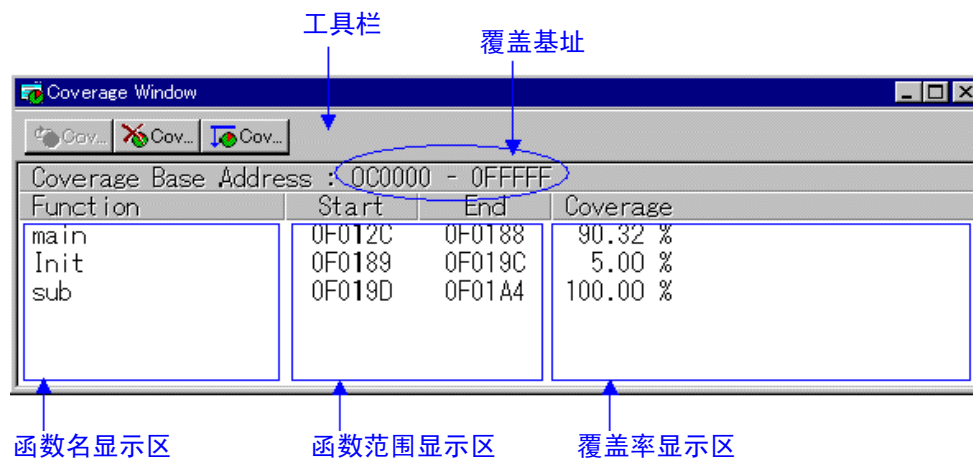 工具栏
覆盖基址
Coverage Window
Cov... Cov... Cov...
Coverage Base Address : 0C0000 - 0FFFFF
Function Start End Coverage
main 0F012C 0F0188 90.32 %
Init 0F0189 0F019C 5.00 %
sub 0F019D 0F01A4 100.00 %
函数名显示区 函数范围显示区 覆盖率显示区